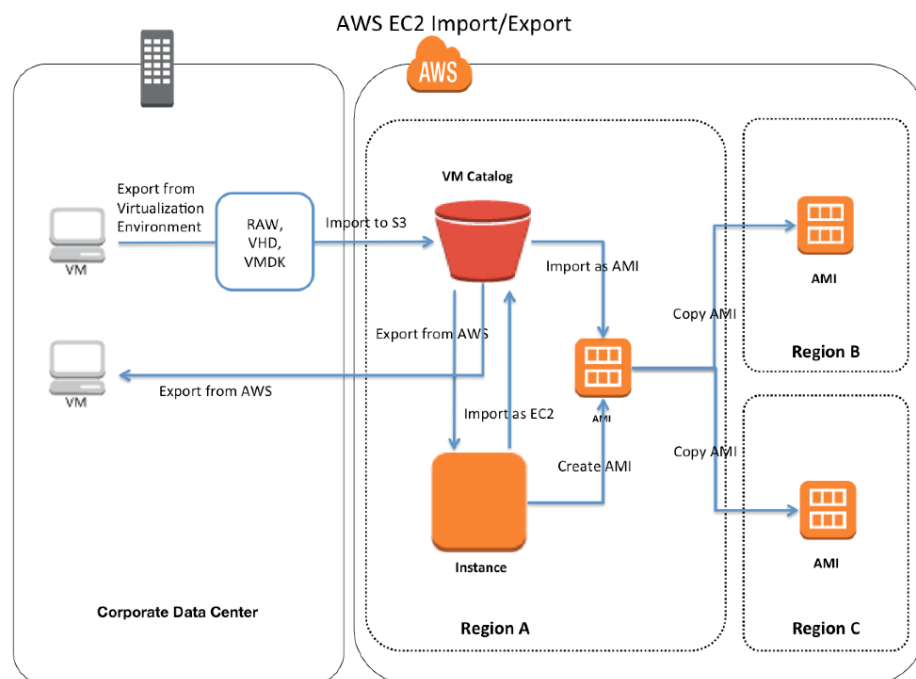 AWS EC2 Import/Export
AWS
VM Catalog
Export from
Virtualization
Environment
RAW,
VHD,
VMDK
Import to S3
VM
Import as AMI
AMI
Copy AMI
Region B
Export from AWS
Export from AWS
VM
AMI
Import as EC2
Copy AMI
Create AMI
Instance
AMI
Corporate Data Center
Region A
Region C